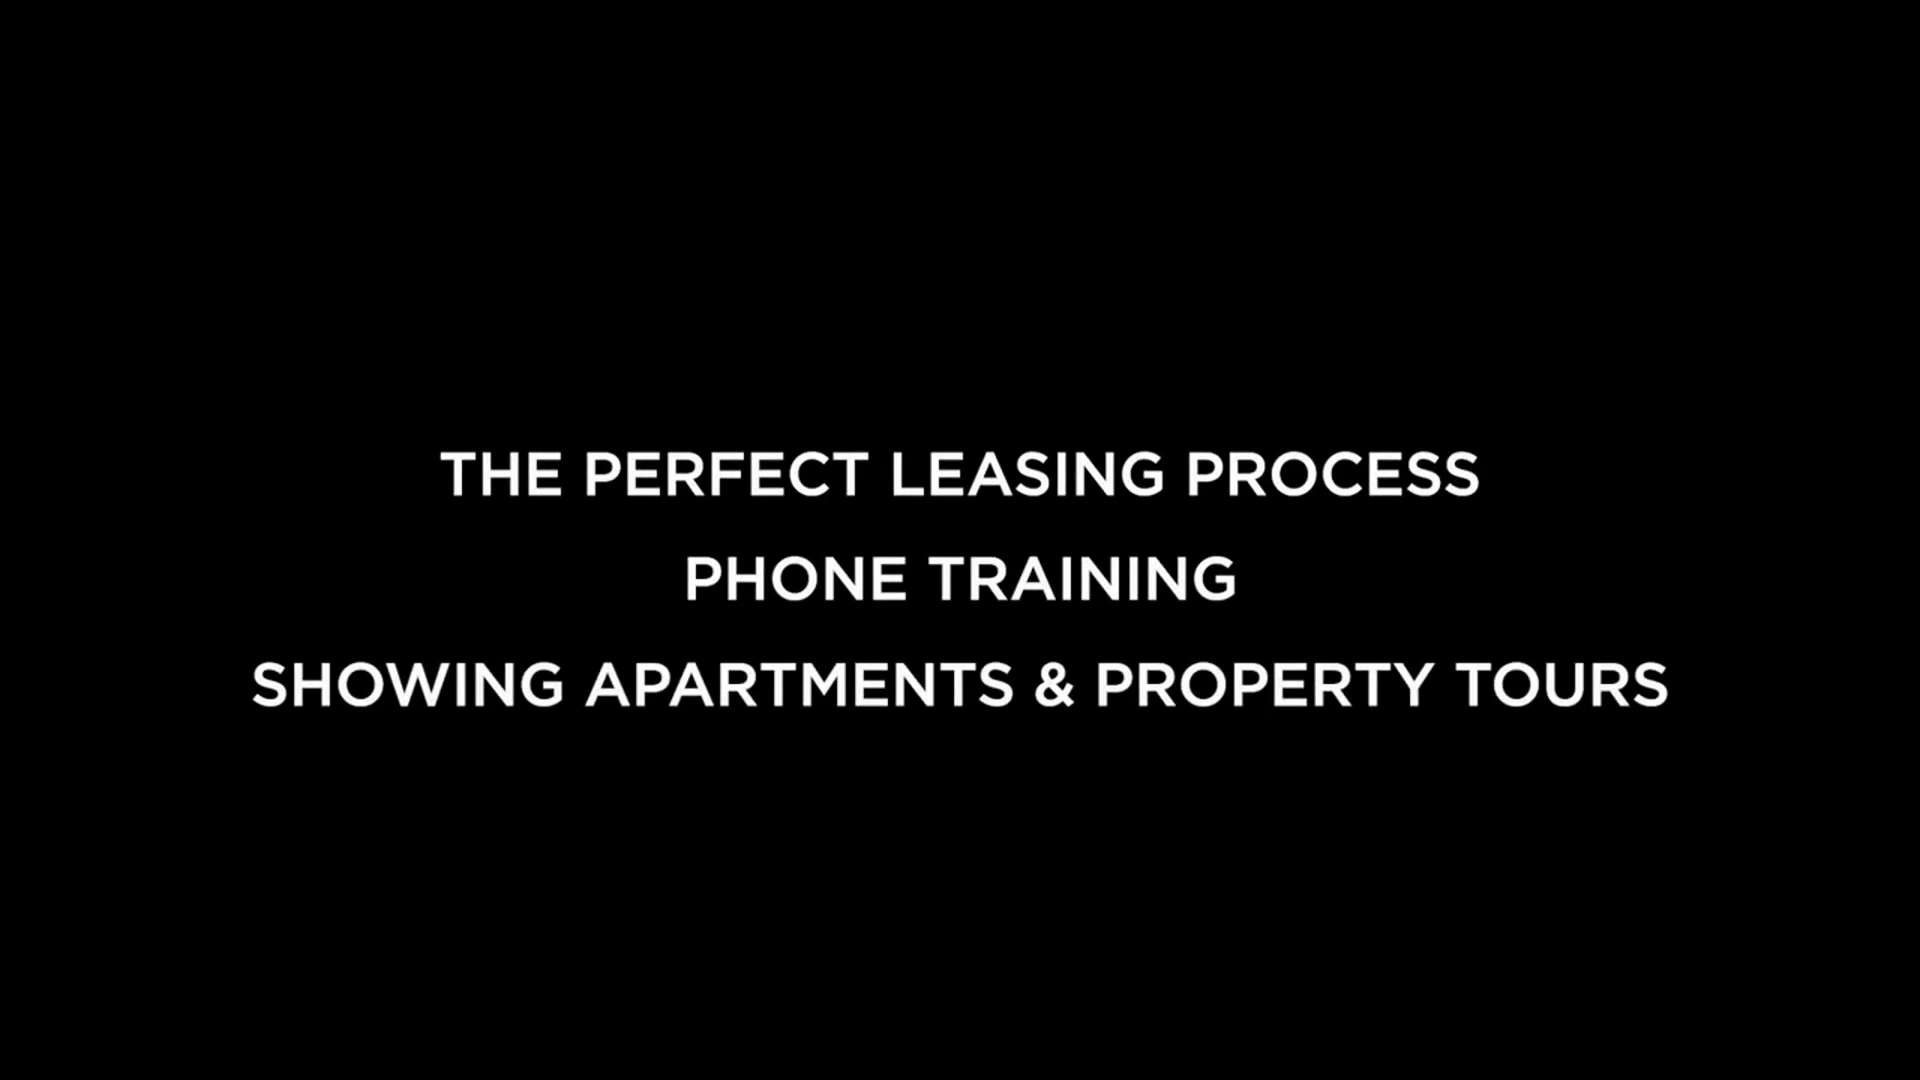 THE PERFECT LEASING PROCESS
PHONE TRAINING
SHOWING APARTMENTS & PROPERTY TOURS